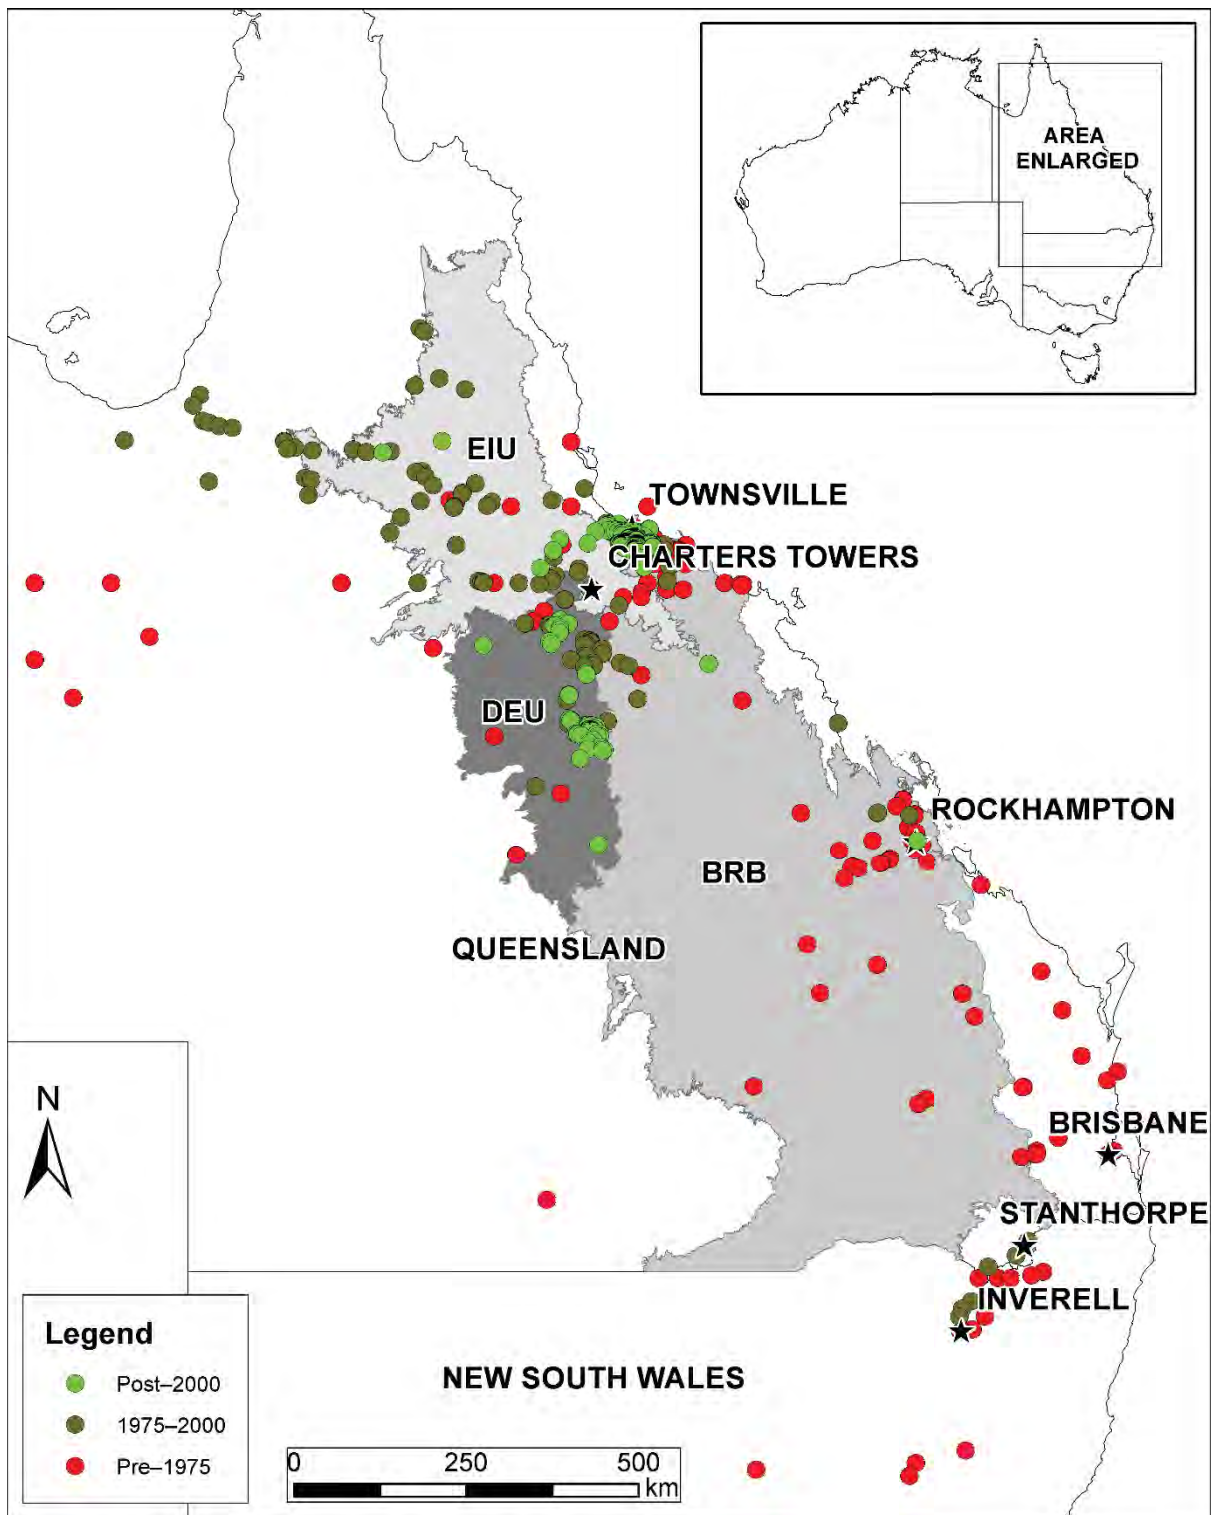 AREA
ENLARGED
EIU
TOWNSVILLE
CHARTERS TOWERS
DEU
ROCKHAMPTON
BRB
QUEENSLAND
N
BRISBANE
STANTHORPE
INVERELL
Legend
Post–2000
1975–2000
Pre–1975
NEW SOUTH WALES
0 250 500
km